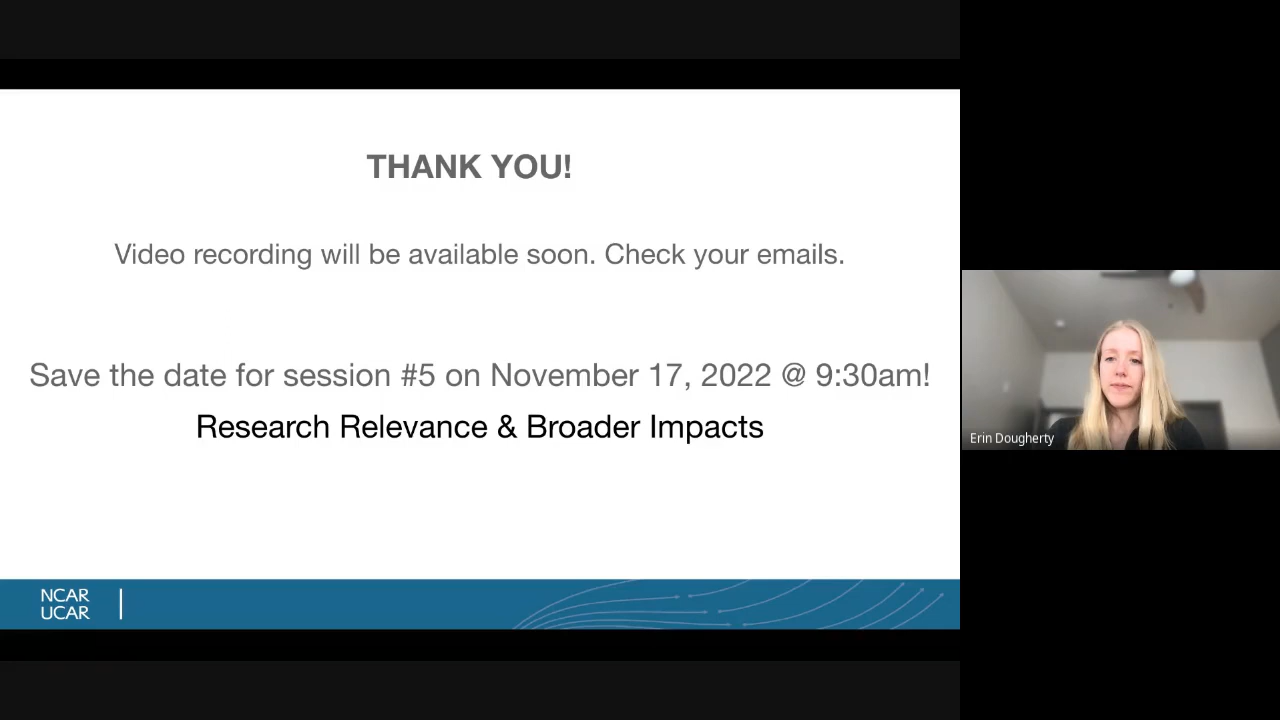 THANK YOU!
Video recording will be available soon. Check your emails.
Save the date for session #5 on November 17, 2022 @ 9:30am!
Research Relevance & Broader Impacts
Erin Dougherty
NCAR
UCAR